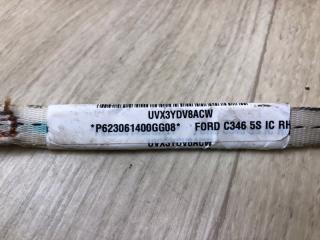 UVX3YDV8ACW
*P623061400GG08* FORD C346 5S IC RH
UVX3YDV8ACW